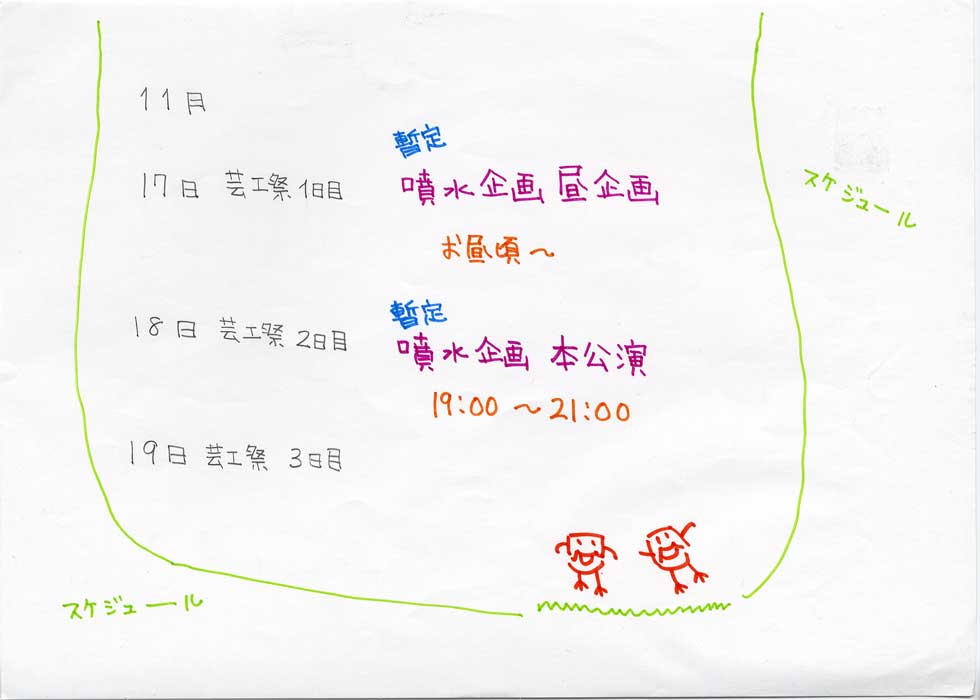 11月
暫定
17日 芸工祭 1日目 噴水企画 昼企画
スケジュール
お昼頃〜
暫定
18日 芸工祭 2日目 噴水企画 本公演
19:00 〜 21:00
19日 芸工祭 3日目
スケジュール